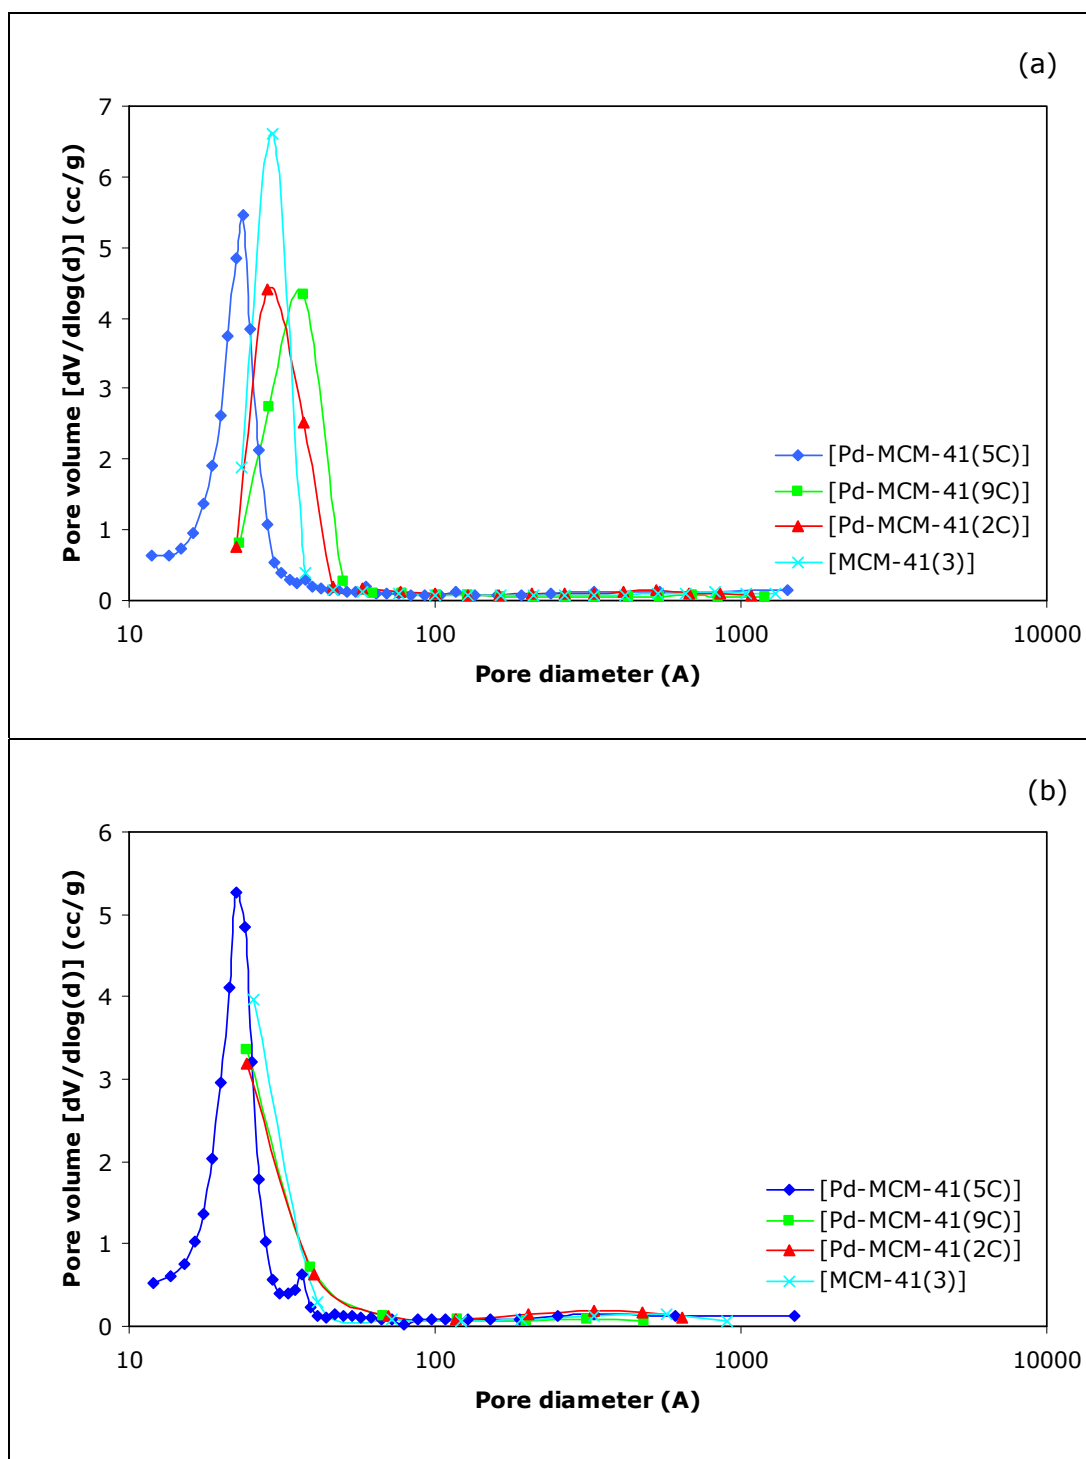 (a)
Pore volume [dV/dlog(d)] (cc/g)
7
6
5
4
3
2
1
0
[Pd-MCM-41(5C)]
[Pd-MCM-41(9C)]
[Pd-MCM-41(2C)]
[MCM-41(3)]
10 100 1000 10000
Pore diameter (A)
(b)
Pore volume [dV/dlog(d)] (cc/g)
6
5
4
3
2
1
0
[Pd-MCM-41(5C)]
[Pd-MCM-41(9C)]
[Pd-MCM-41(2C)]
[MCM-41(3)]
10 100 1000 10000
Pore diameter (A)